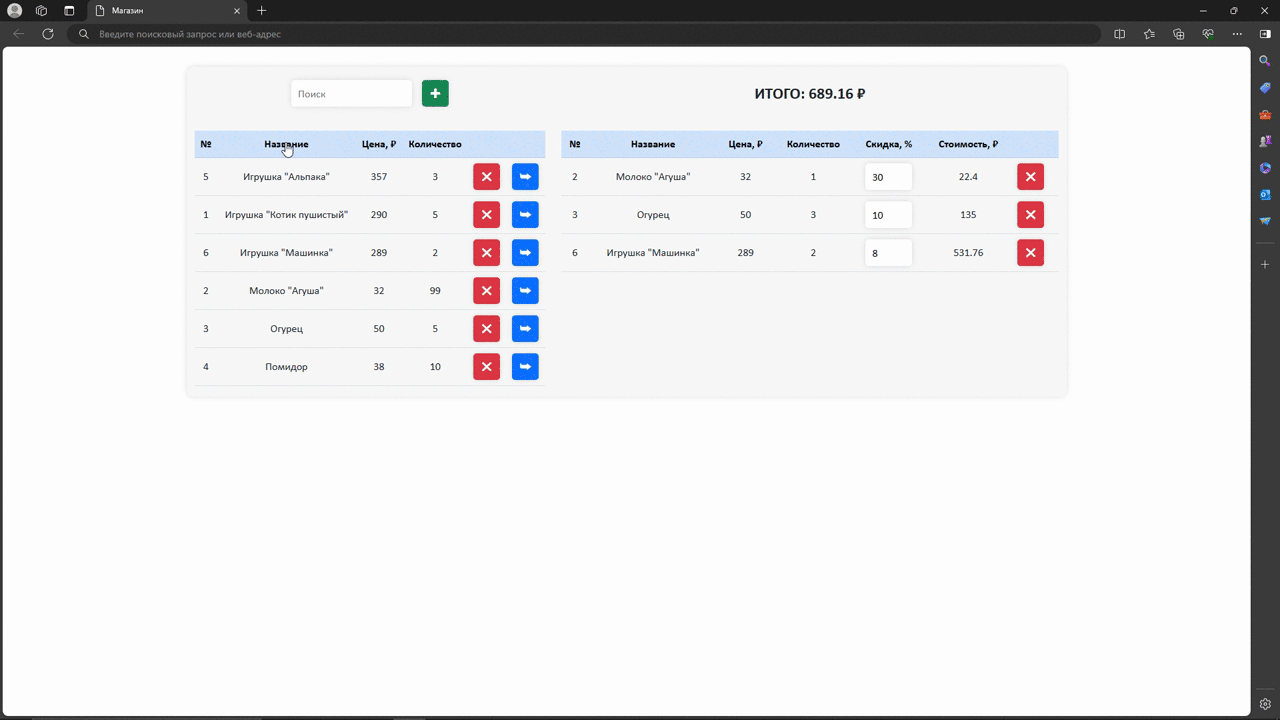 Магазин
Введите поисковый запрос или веб-адрес
Поиск
ИТОГО: 689.16 ₽
№ Название Цена, ₽ Количество
5 Игрушка "Альпака" 357 3
1 Игрушка "Котик пушистый" 290 5
6 Игрушка "Машинка" 289 2
2 Молоко "Агуша" 32 99
3 Огурец 50 5
4 Помидор 38 10
№ Название Цена, ₽ Количество Скидка, % Стоимость, ₽
2 Молоко "Агуша" 32 1 30 22.4
3 Огурец 50 3 10 135
6 Игрушка "Машинка" 289 2 8 531.76